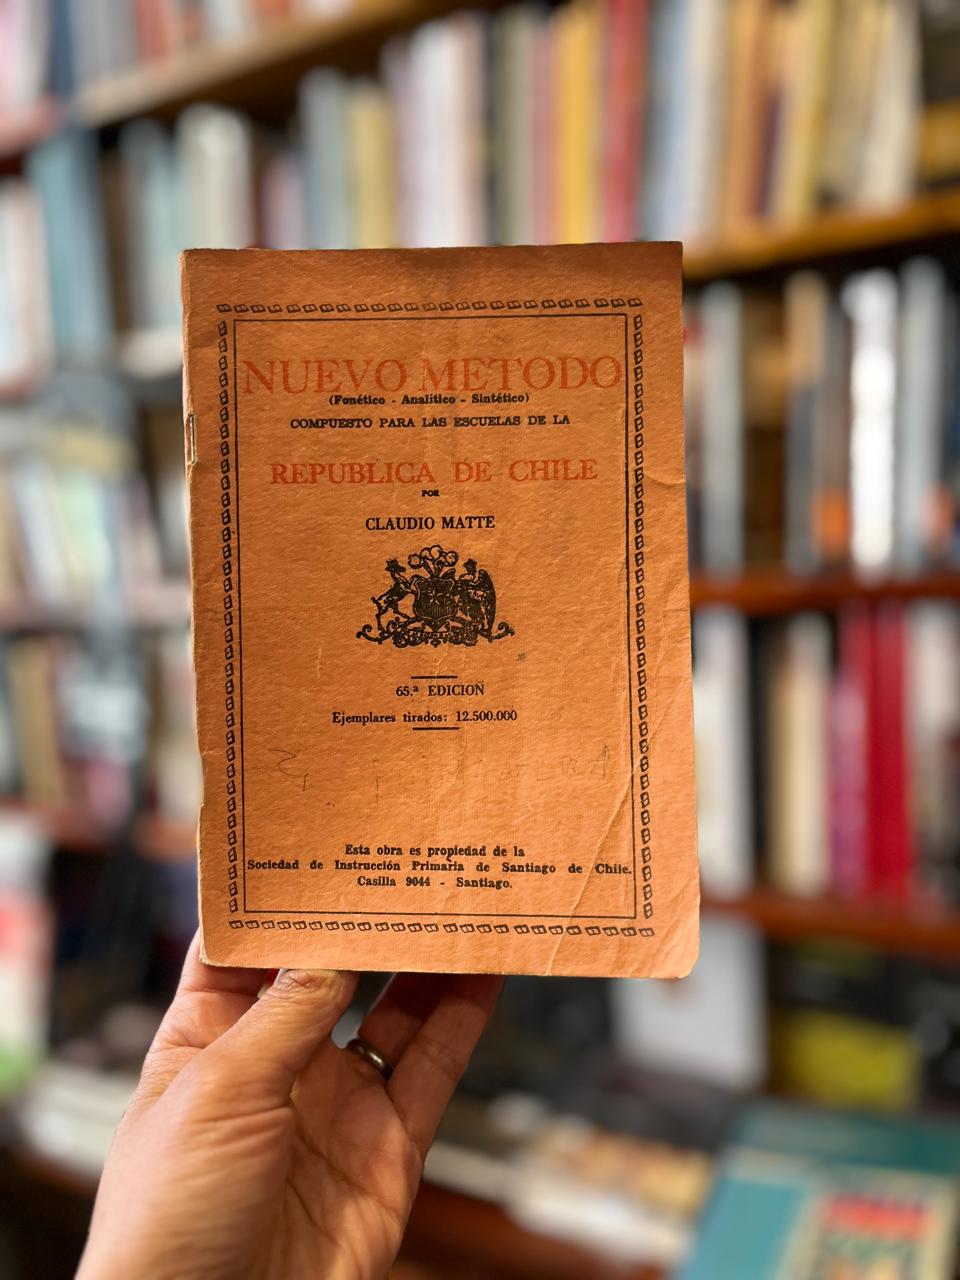 NUEVO METODO
(Fonético - Analítico - Sintético)
COMPUESTO PARA LAS ESCUELAS DE LA
REPUBLICA DE CHILE
POR
CLAUDIO MATTE
65.ª EDICION
Ejemplares tirados: 12.500.000
Esta obra es propiedad de la
Sociedad de Instrucción Primaria de Santiago de Chile.
Casilla 9044 - Santiago.